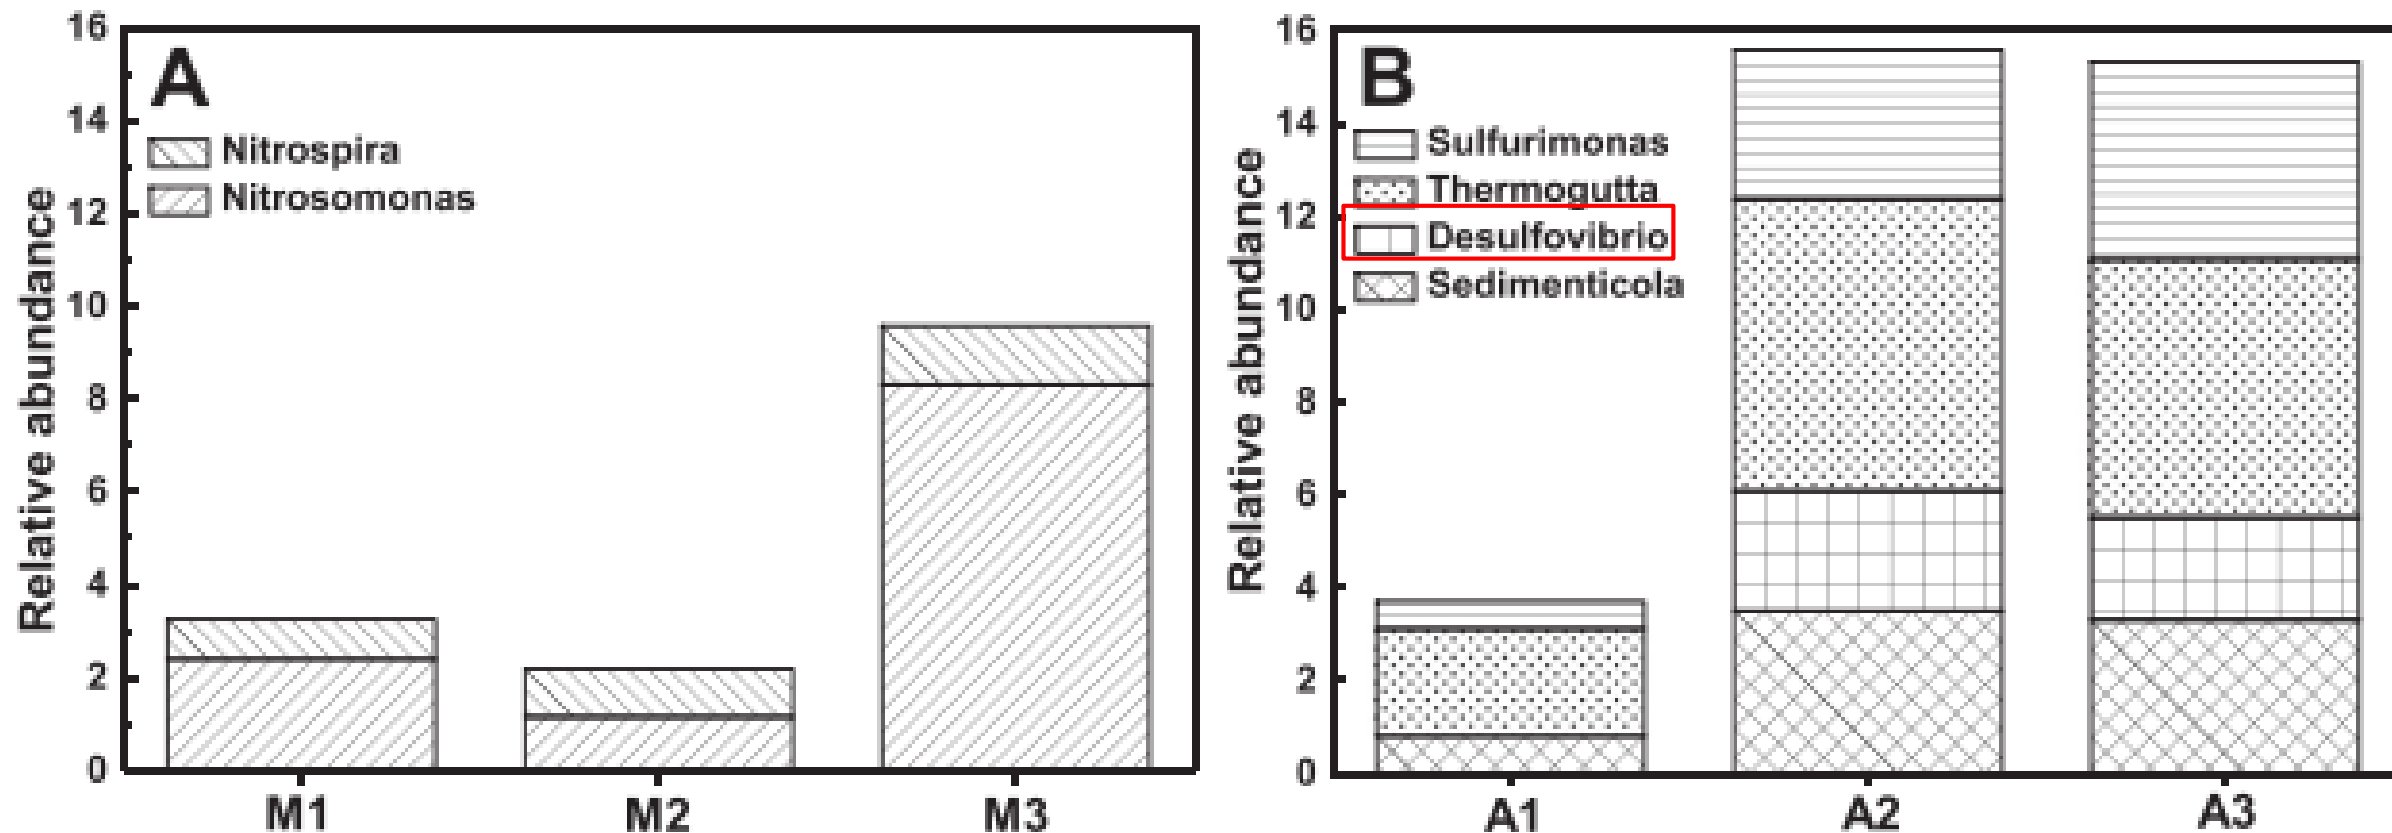 A
Nitrospira
Nitrosomonas
Relative abundance
16
14
12
10
8
6
4
2
0
M1 M2 M3
B
Sulfurimonas
Thermogutta
Desulfovibrio
Sedimenticola
Relative abundance
16
14
12
10
8
6
4
2
0
A1 A2 A3